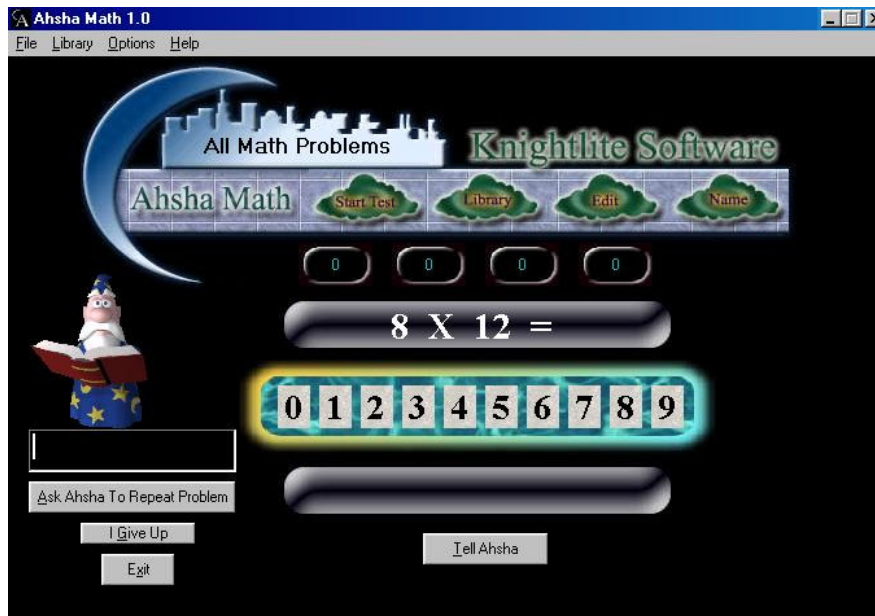 Ahsha Math 1.0
File Library Options Help
All Math Problems
Knightlite Software
Ahsha Math Start Test Library Edit Name
0 0 0 0
8 X 12 =
0 1 2 3 4 5 6 7 8 9
Ask Ahsha To Repeat Problem
I Give Up
Tell Ahsha
Exit